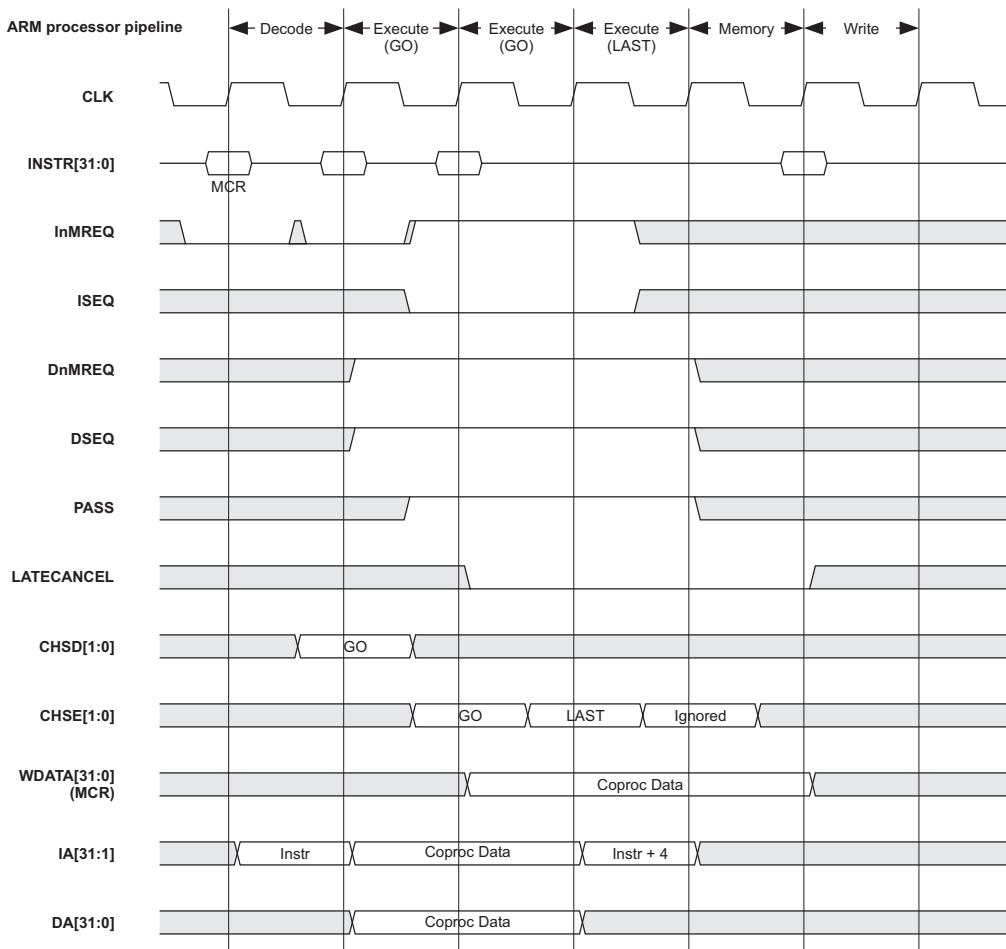 ARM processor pipeline
Decode
Execute
(GO)
Execute
(GO)
Execute
(LAST)
Memory
Write
CLK
INSTR[31:0]
MCR
InMREQ
ISEQ
DnMREQ
DSEQ
PASS
LATECANCEL
CHSD[1:0]
GO
CHSE[1:0]
GO
LAST
Ignored
WDATA[31:0]
(MCR)
Coproc Data
IA[31:1]
Instr
Coproc Data
Instr + 4
DA[31:0]
Coproc Data